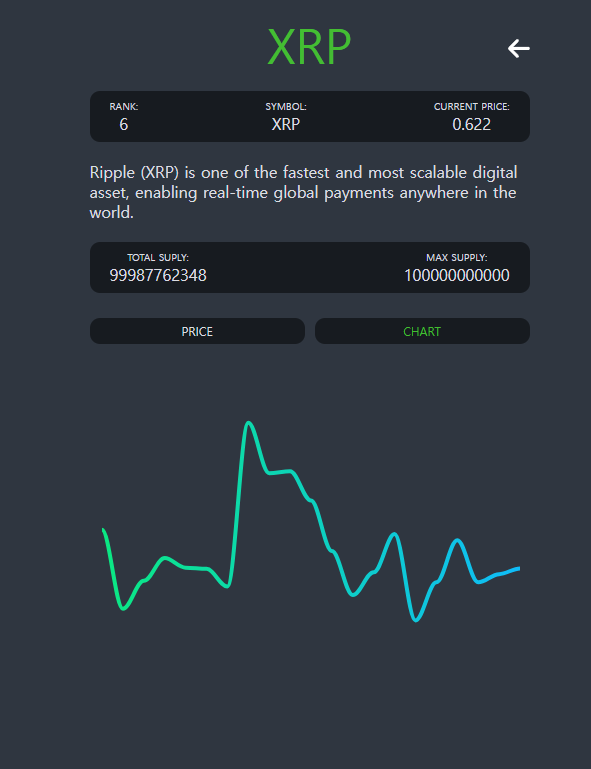 XRP
RANK: SYMBOL: CURRENT PRICE:
6 XRP 0.622
Ripple (XRP) is one of the fastest and most scalable digital
asset, enabling real-time global payments anywhere in the
world.
TOTAL SUPLY: MAX SUPPLY:
99987762348 100000000000
PRICE CHART